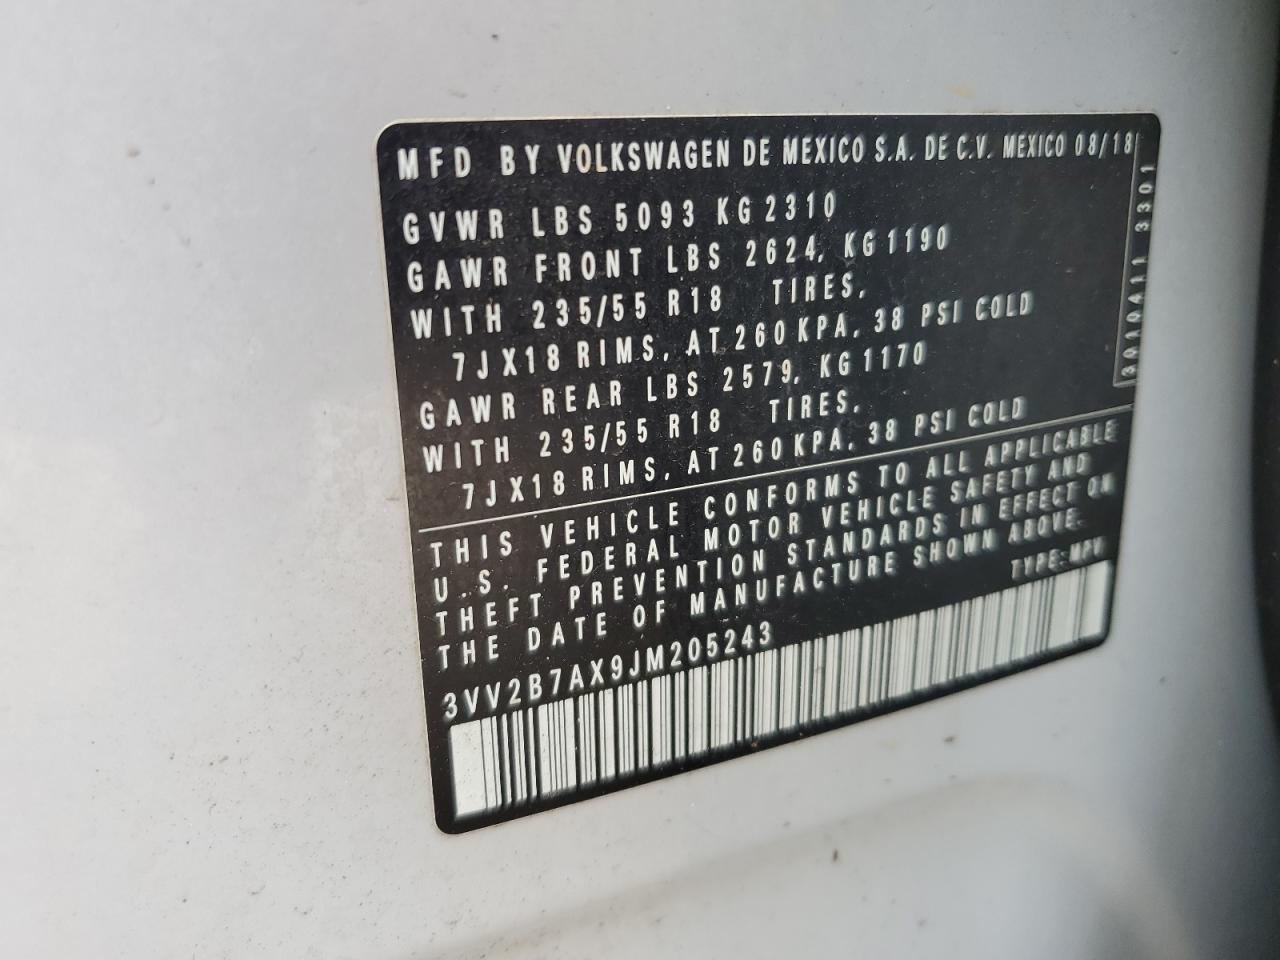 MFD BY VOLKSWAGEN DE MEXICO S.A. DE C.V. MEXICO 08/18
GVWR LBS 5093 KG 2310
GAWR FRONT LBS 2624, KG 1190
WITH 235/55 R18 TIRES,
7J X18 RIMS, AT 260 KPA, 38 PSI COLD
GAWR REAR LBS 2579, KG 1170
WITH 235/55 R18 TIRES,
7J X18 RIMS, AT 260 KPA, 38 PSI COLD
THIS VEHICLE CONFORMS TO ALL APPLICABLE
U.S. FEDERAL MOTOR VEHICLE SAFETY AND
THEFT PREVENTION STANDARDS IN EFFECT ON
THE DATE OF MANUFACTURE SHOWN ABOVE.
TYPE: MPV
3VV2B7AX9JM205243
3301